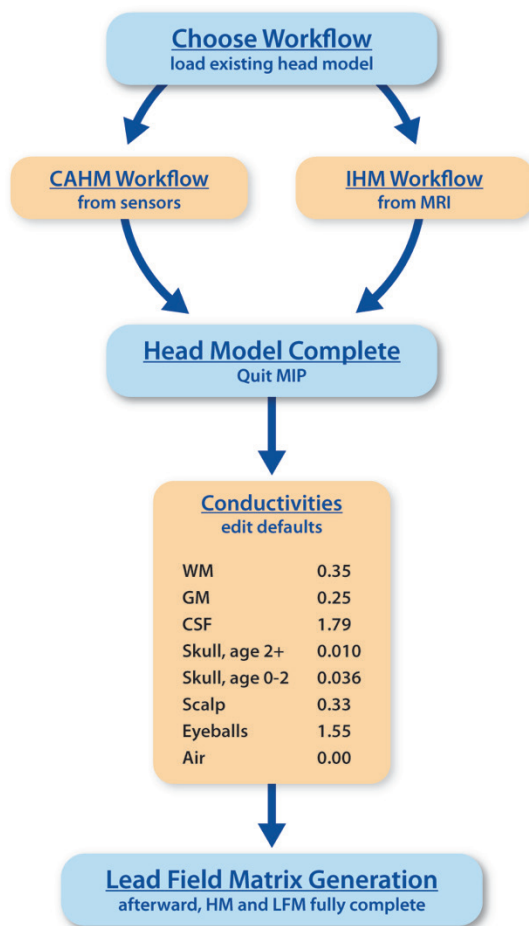 Choose Workflow
load existing head model
CAHM Workflow
from sensors
IHM Workflow
from MRI
Head Model Complete
Quit MIP
Conductivities
edit defaults
WM 0.35
GM 0.25
CSF 1.79
Skull, age 2+ 0.010
Skull, age 0-2 0.036
Scalp 0.33
Eyeballs 1.55
Air 0.00
Lead Field Matrix Generation
afterward, HM and LFM fully complete